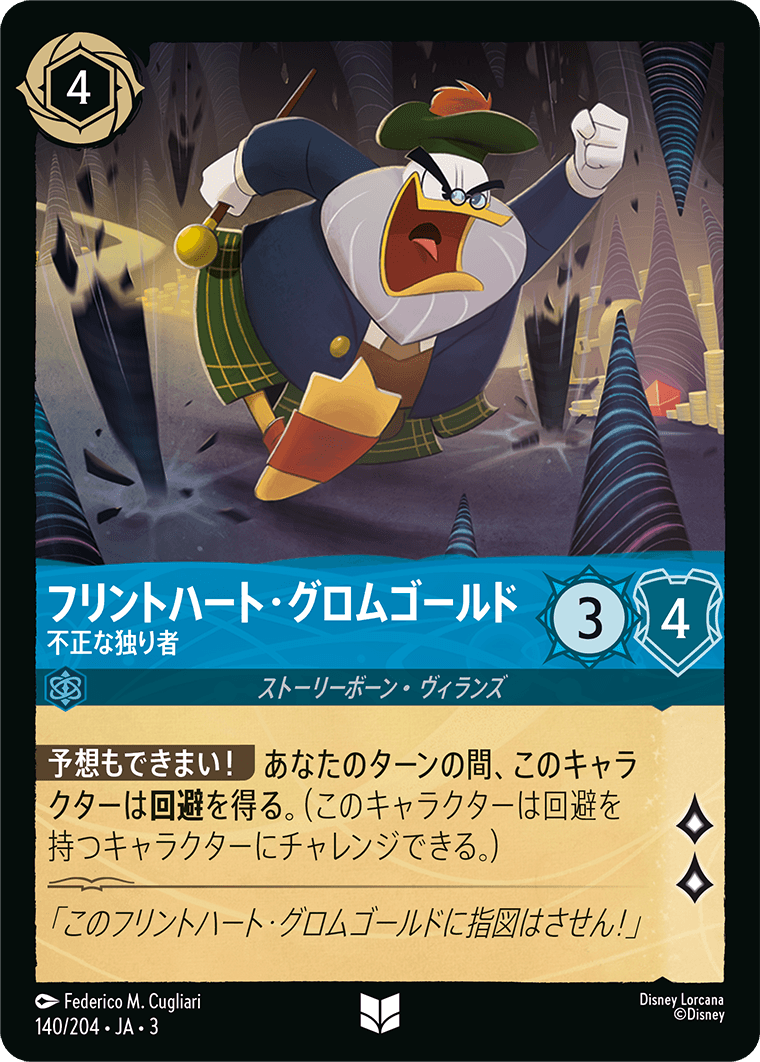 4
フリントハート・グロムゴールド
不正な独り者
3
4
ストーリーボーン・ヴィランズ
予想もできまい! あなたのターンの間、このキャラ
クターは回避を得る。(このキャラクターは回避を
持つキャラクターにチャレンジできる。)
「このフリントハート・グロムゴールドに指図はさせん!」
Federico M. Cugliari
140/204 • JA • 3
Disney Lorcana
©Disney